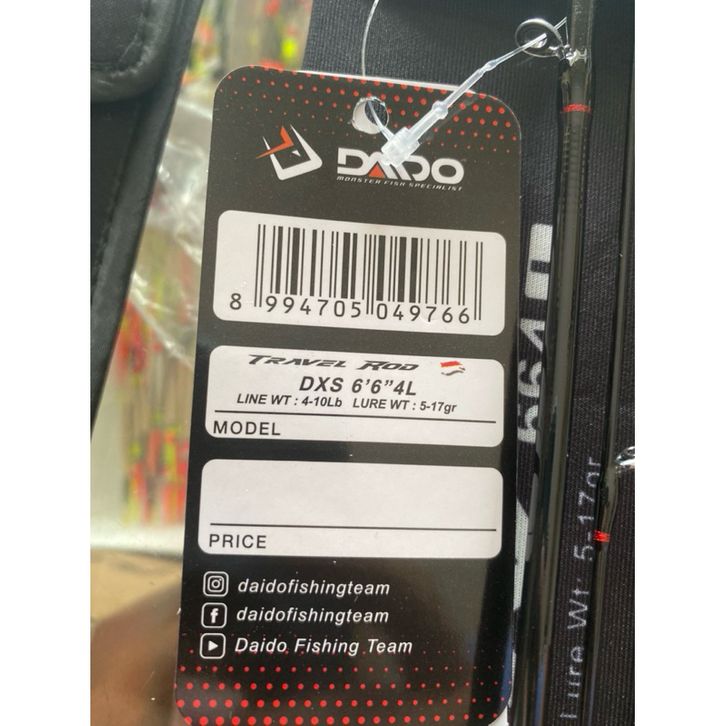 DAIDO
MONSTER FISH SPECIALIST
8 994705 049766
TRAVEL ROD
DXS 6'6"4L
LINE WT : 4-10Lb LURE WT : 5-17gr
MODEL
PRICE
daidofishingteam
daidofishingteam
Daido Fishing Team
Lure Wt: 5-17gr